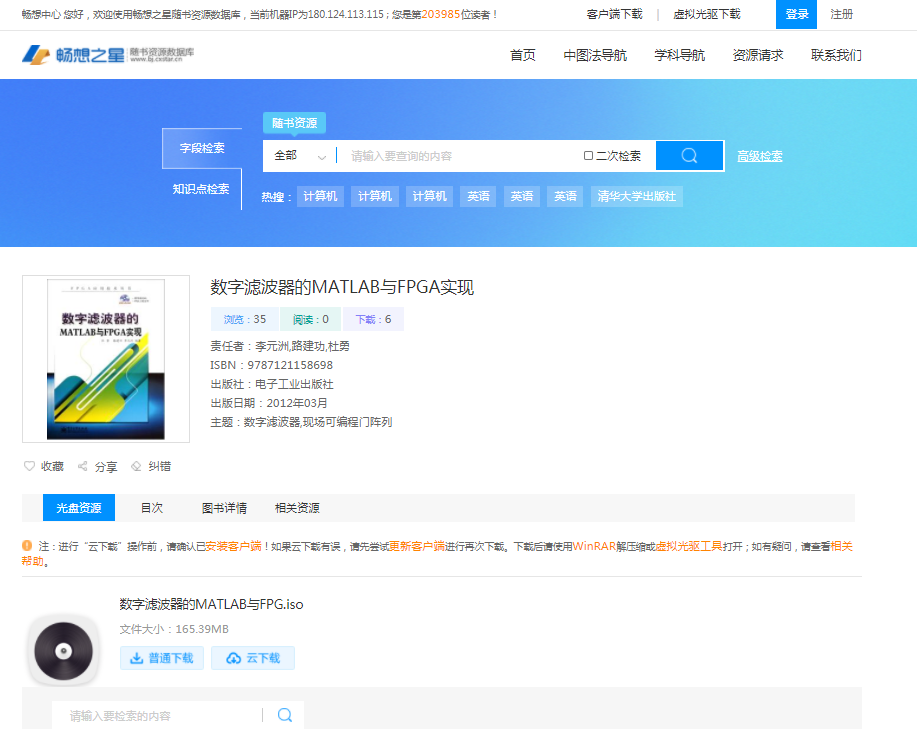 畅想中心 您好，欢迎使用畅想之星随书资源数据库，当前机器IP为180.124.113.115；您是第203985位读者！ 客户端下载 | 虚拟光驱下载 登录 注册
畅想之星 随书资源数据库 www.bj.cxstar.cn 首页 中图法导航 学科导航 资源请求 联系我们
随书资源
字段检索 全部 请输入要查询的内容 二次检索 高级检索
知识点检索 热搜： 计算机 计算机 计算机 英语 英语 英语 清华大学出版社
数字滤波器的MATLAB与FPGA实现
数字滤波器的
MATLAB与FPGA实现
浏览：35 阅读：0 下载：6
责任者：李元洲,路建功,杜勇
ISBN：9787121158698
出版社：电子工业出版社
出版日期：2012年03月
主题：数字滤波器,现场可编程门阵列
收藏 分享 纠错
光盘资源 目次 图书详情 相关资源
注：进行“云下载”操作前，请确认已安装客户端！如果云下载有误，请先尝试更新客户端进行再次下载。下载后请使用WinRAR解压缩或虚拟光驱工具打开；如有疑问，请查看相关
帮助。
数字滤波器的MATLAB与FPG.iso
文件大小：165.39MB
普通下载 云下载
请输入要检索的内容